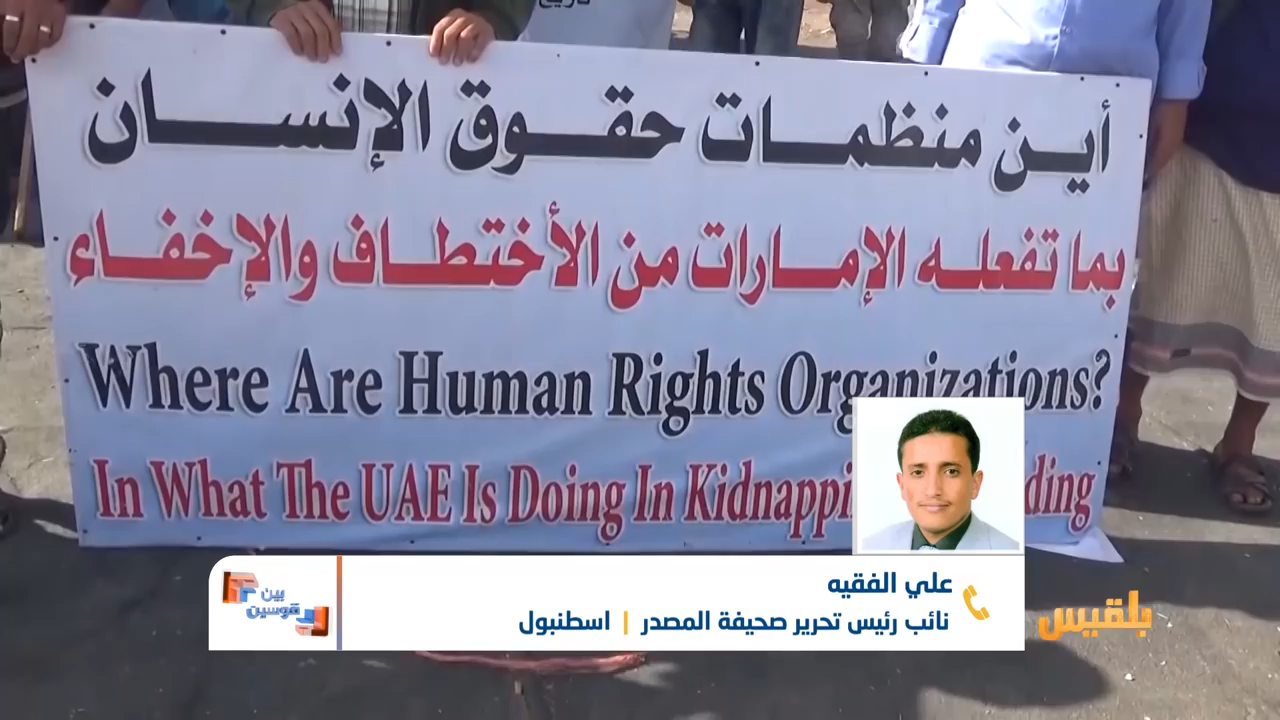 تاريخ
أين منظمات حقوق الإنسان
بما تفعله الإمارات من الأختطاف والإخفاء
Where Are Human Rights Organizations?
In What The UAE Is Doing In Kidnappi ding
علي الفقيه
نائب رئيس تحرير صحيفة المصدر | اسطنبول
بين
قوسين
بلقيس